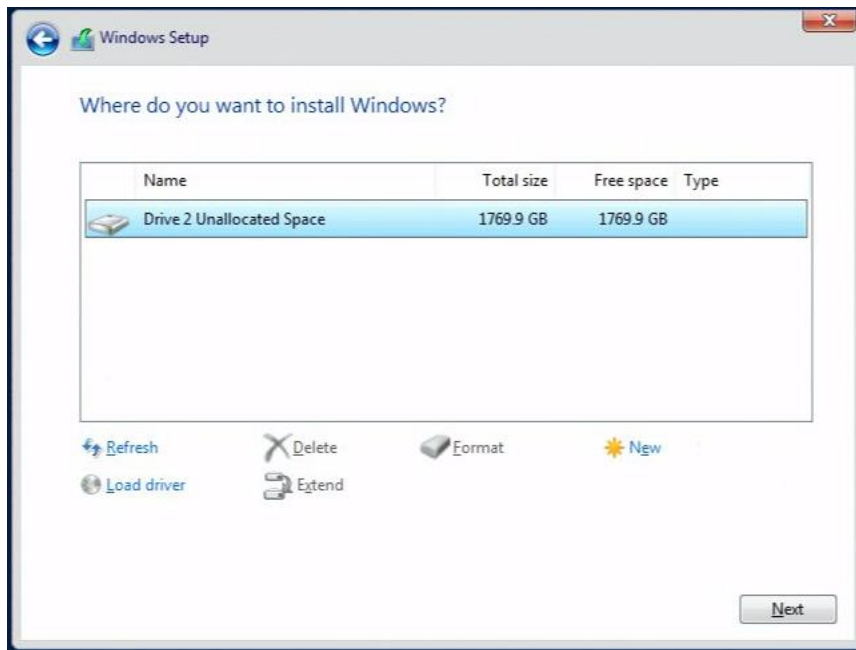 Windows Setup
Where do you want to install Windows?
Name Total size Free space Type
Drive 2 Unallocated Space 1769.9 GB 1769.9 GB
Refresh Delete Format New
Load driver Extend
Next